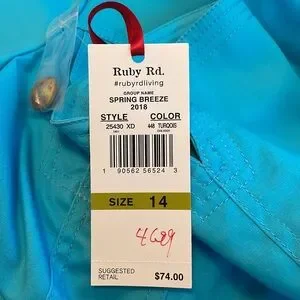 Ruby Rd.
#rubyrdliving
GROUP NAME
SPRING BREEZE
2018
STYLE COLOR
25430 XD 448 TURQOIS
1 90562 56524 3
SIZE 14
4689
SUGGESTED
RETAIL $74.00